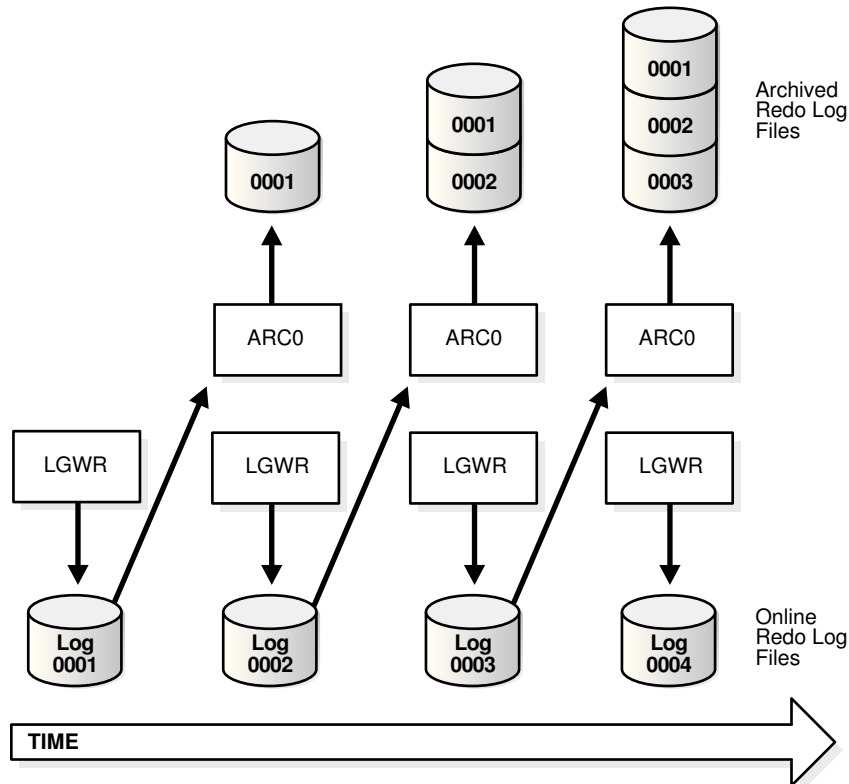 0001
0001
0002
0001
0002
0003
Archived
Redo Log
Files
ARC0
ARC0
ARC0
LGWR
LGWR
LGWR
LGWR
Log
0001
Log
0002
Log
0003
Log
0004
Online
Redo Log
Files
TIME